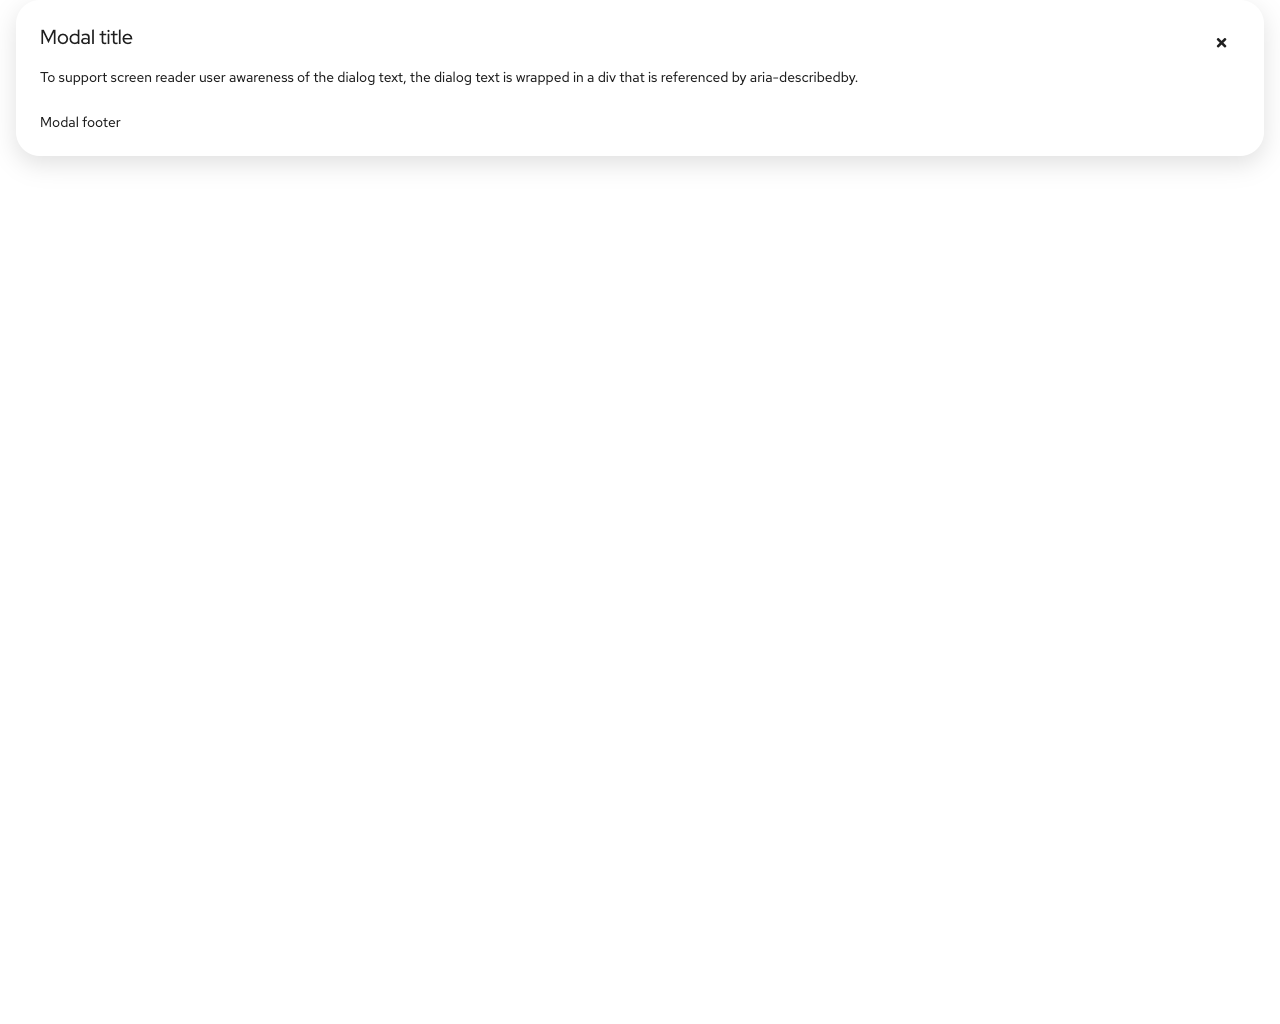 Modal title
To support screen reader user awareness of the dialog text, the dialog text is wrapped in a div that is referenced by aria-describedby.
Modal footer